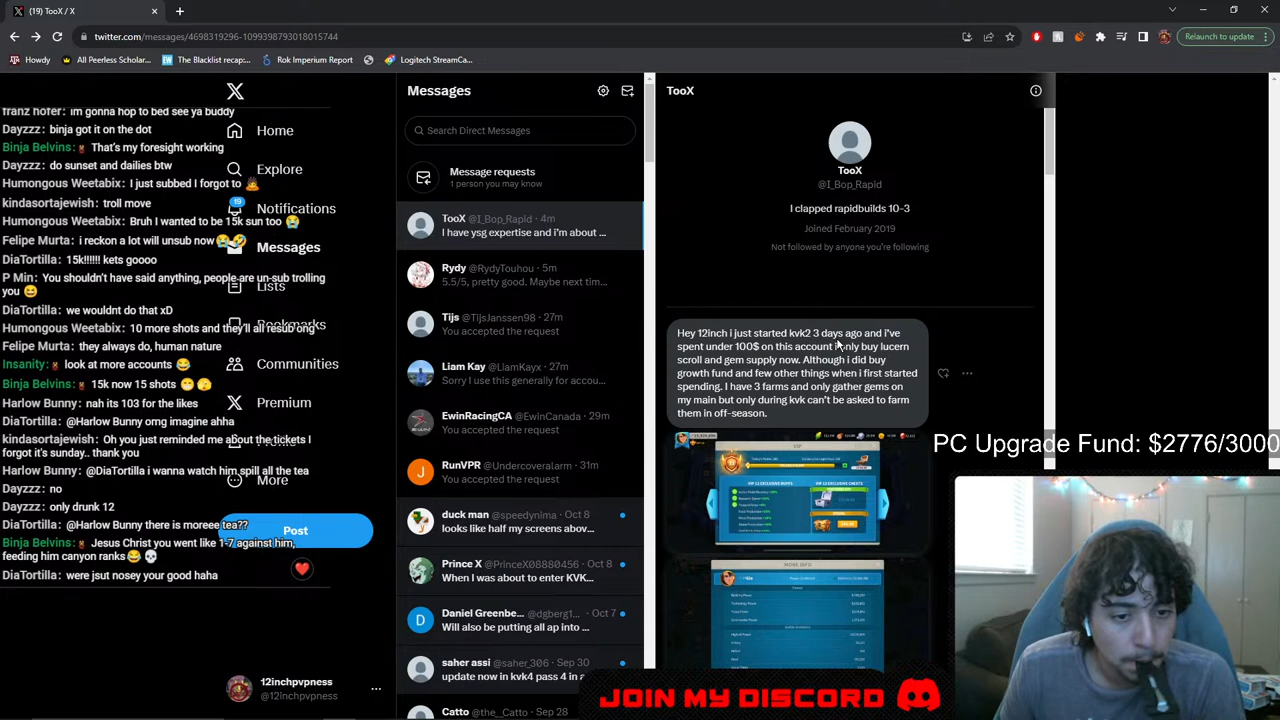 (19) TooX / X
twitter.com/messages/4698319296-1099398793018015744
Relaunch to update
Howdy
All Peerless Scholar...
The Blacklist recap...
Rok Imperium Report
Logitech StreamCa...
franz hofer: im gonna hop to bed see ya buddy
Dayzzz: binja got it on the dot
Binja Belvins: That's my foresight working
Dayzzz: do sunset and dailies btw
Humongous Weetabix: I just subbed I forgot to
kindasortajewish: troll move
Humongous Weetabix: Bruh I wanted to be 15k sun too
Felipe Murta: i reckon a lot will unsub now
DiaTortilla: 15k!!!!!! kets goooo
P Min: You shouldn't have said anything, people are un-sub trolling
you
DiaTortilla: we wouldnt do that xD
DiaTortilla: 10 more shots and they'll all resub ong
Dayzzz: they always do, human nature
Insanity: look at more accounts
Binja Belvins: 15k now 15 shots
Dayzzz: nah its 103 for the likes
DiaTortilla: @Harlow Bunny omg imagine ahha
kindasortajewish: Oh you just reminded me about the tickets I
think it's sunday.. thank you
Harlow Bunny: @DiaTortilla i wanna watch him spill all the tea
Dayzzz: no
Dayzzz: only drunk 12
DiaTortilla: @Harlow Bunny there is moreee tea??
Binja Belvins: Jesus Christ you went like 1-7 against him,
feeding him canyon ranks
DiaTortilla: were jsut nosey your good haha
Home
Explore
19
Notifications
Messages
Lists
Bookmarks
Communities
Premium
More
Post
12inchpvpness
@12inchpvpness
Messages
Search Direct Messages
Message requests
1 person you may know
TooX @I_Bop_Rapid · 4m
I have ysg expertise and i'm about ...
Rydy @RydyTouhou · 5m
5.5/5, pretty good. Maybe next tim...
Tijs @TijsJanssen98 · 27m
You accepted the request
Liam Kay @LiamKayx · 27m
Sorry I use this generally for accou...
EwinRacingCA @EwinCanada · 29m
You accepted the request
RunVPR @Undercoveralarm · 31m
You accepted the request
duck man @speedynima · Oct 8
looks like half my screens abov...
Prince X @PrinceX08880456 · Oct 8
When I was about to enter KVK...
Daniel Greenbe... @dgberg1... · Oct 7
Will also be putting all ap into ...
saher assi @saher_306 · Sep 30
update now in kvk4 pass 4 in a...
Catto @the_Catto · Sep 28
TooX
TooX
@I_Bop_Rapid
I clapped rapidbuilds 10-3
Joined February 2019
Not followed by anyone you're following
Hey 12inch i just started kvk2 3 days ago and i've
spent under 100$ on this account i only buy lucern
scroll and gem supply now. Although i did buy
growth fund and few other things when i first started
spending. I have 3 farms and only gather gems on
my main but only during kvk can't be asked to farm
them in off-season.
VIP
VIP 12 EXCLUSIVE BUFFS
VIP 12 EXCLUSIVE CHESTS
MORE INFO
PC Upgrade Fund: $2776/3000
JOIN MY DISCORD